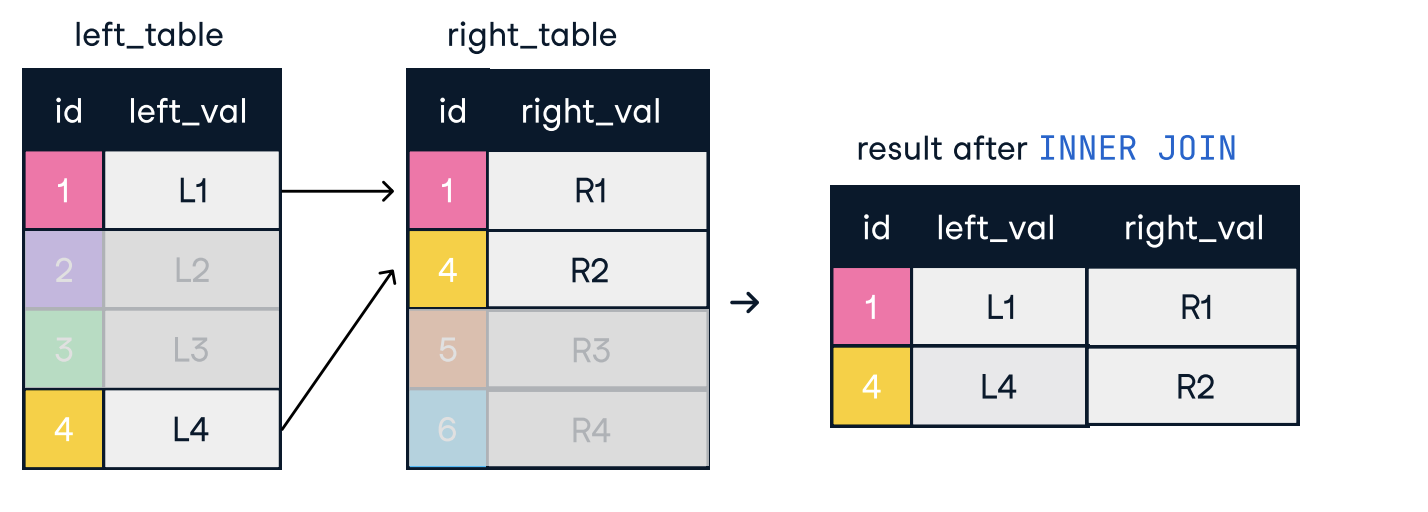 left_table
id left_val
1 L1
2 L2
3 L3
4 L4
right_table
id right_val
1 R1
4 R2
5 R3
6 R4
result after INNER JOIN
id left_val right_val
1 L1 R1
4 L4 R2